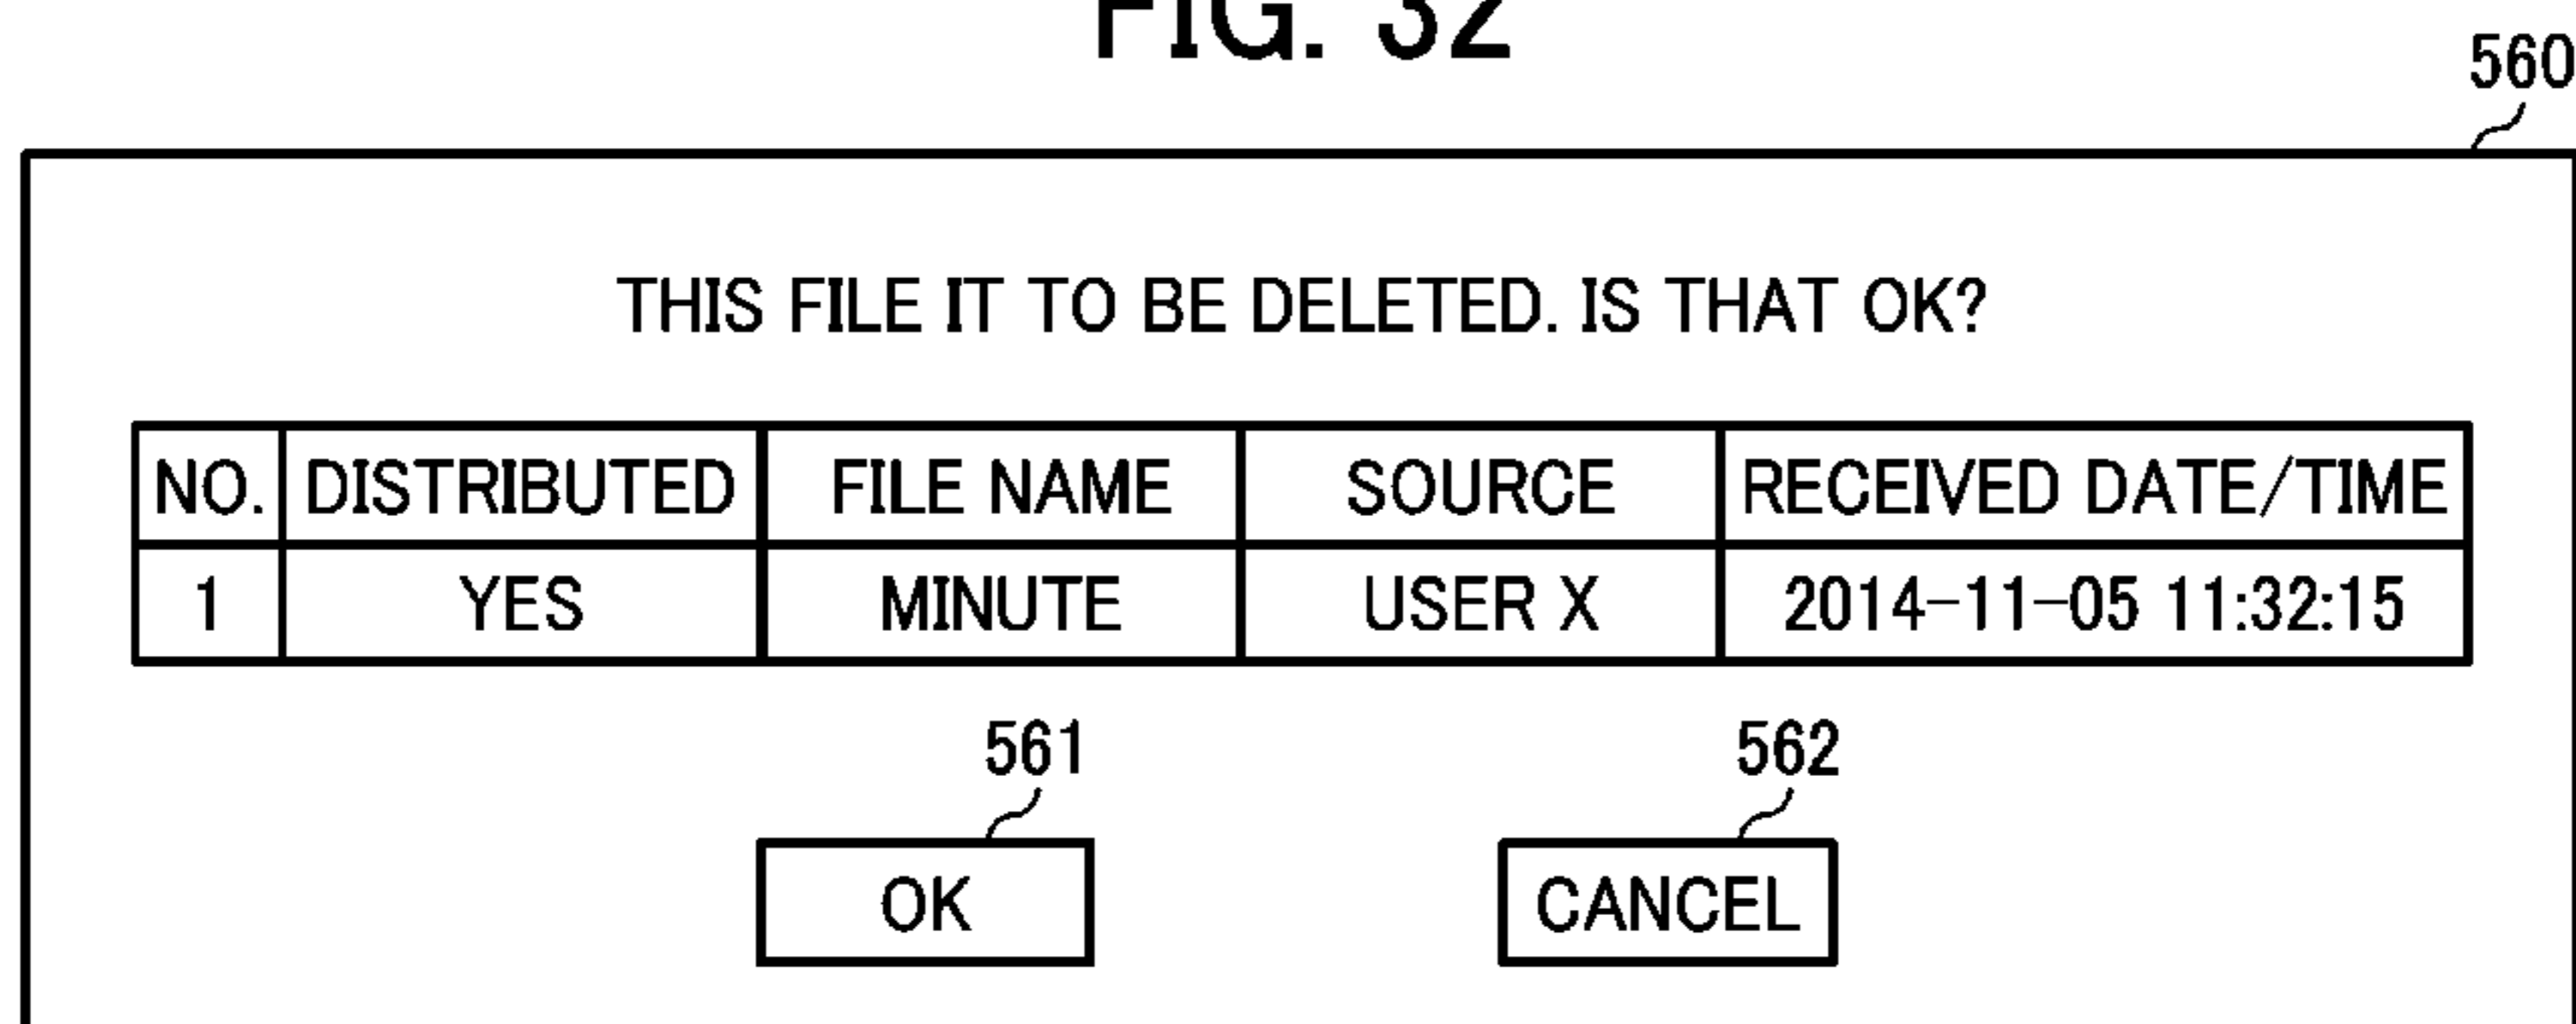 FIG. 32
560
THIS FILE IT TO BE DELETED. IS THAT OK?
NO. DISTRIBUTED FILE NAME SOURCE RECEIVED DATE/TIME
1 YES MINUTE USER X 2014-11-05 11:32:15
561 562
OK CANCEL